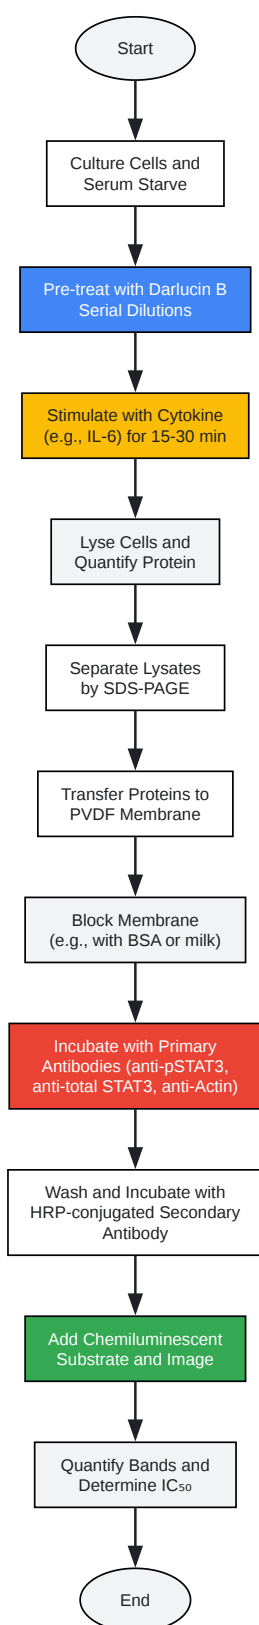 Start
Culture Cells and
Serum Starve
Pre-treat with Darlucin B
Serial Dilutions
Stimulate with Cytokine
(e.g., IL-6) for 15-30 min
Lyse Cells and
Quantify Protein
Separate Lysates
by SDS-PAGE
Transfer Proteins to
PVDF Membrane
Block Membrane
(e.g., with BSA or milk)
Incubate with Primary
Antibodies (anti-pSTAT3,
anti-total STAT3, anti-Actin)
Wash and Incubate with
HRP-conjugated Secondary
Antibody
Add Chemiluminescent
Substrate and Image
Quantify Bands and
Determine IC₅₀
End